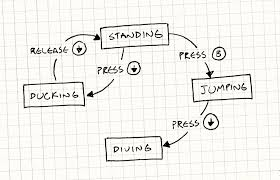 STANDING
RELEASE ↓
PRESS ↓
PRESS B
DUCKING
JUMPING
PRESS ↓
DIVING